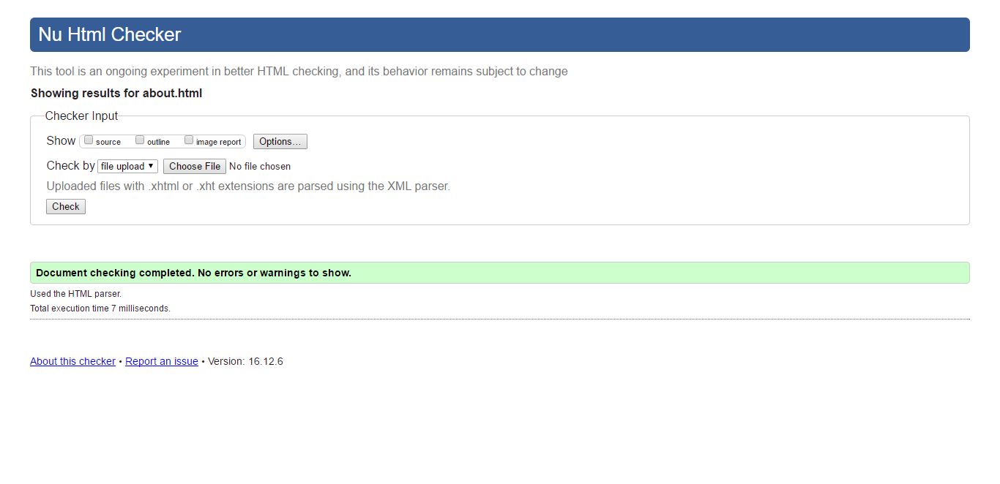 Nu Html Checker
This tool is an ongoing experiment in better HTML checking, and its behavior remains subject to change
Showing results for about.html
Checker Input
Show source outline image report Options...
Check by file upload ▼ Choose File No file chosen
Uploaded files with .xhtml or .xht extensions are parsed using the XML parser.
Check
Document checking completed. No errors or warnings to show.
Used the HTML parser.
Total execution time 7 milliseconds.
About this checker • Report an issue • Version: 16.12.6